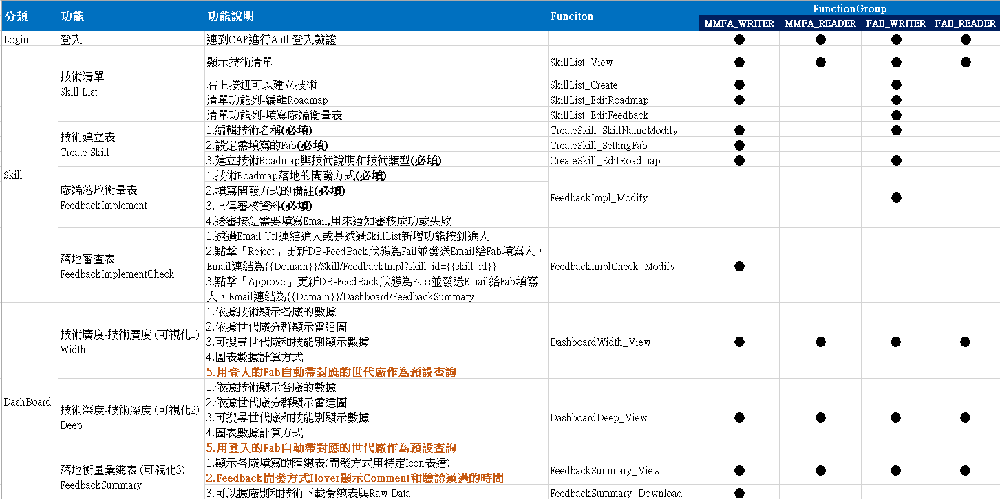 分類 功能 功能說明 Funciton FunctionGroup
MMFA_WRITER MMFA_READER FAB_WRITER FAB_READER
Login 登入 連到CAP進行Auth登入驗證 ● ● ● ●
Skill
技術清單
Skill List
顯示技術清單 SkillList_View ● ● ● ●
右上按鈕可以建立技術 SkillList_Create ● ●
清單功能列-編輯Roadmap SkillList_EditRoadmap ● ●
清單功能列-填寫廠端衡量表 SkillList_EditFeedback ●
技術建立表
Create Skill
1.編輯技術名稱(必填) CreateSkill_SkillNameModify ● ●
2.設定需填寫的Fab(必填) CreateSkill_SettingFab ●
3.建立技術Roadmap與技術說明和技術類型(必填) CreateSkill_EditRoadmap ● ●
廠端落地衡量表
FeedbackImplement
1.技術Roadmap落地的開發方式(必填)
2.填寫開發方式的備註(必填)
3.上傳審核資料(必填)
4.送審按鈕需要填寫Email,用來通知審核成功或失敗
FeedbackImpl_Modify ●
落地審查表
FeedbackImplementCheck
1.透過Email Url連結進入或是透過SkillList新增功能按鈕進入
2.點擊「Reject」更新DB-FeedBack狀態為Fail並發送Email給Fab填寫人，
Email連結為{{Domain}}/Skill/FeedbackImpl?skill_id={{skill_id}}
3.點擊「Approve」更新DB-FeedBack狀態為Pass並發送Email給Fab填寫
人，Email連結為{{Domain}}/Dashboard/FeedbackSummary
FeedbackImplCheck_Modify ●
DashBoard
技術廣度-技術廣度 (可視化1)
Width
1.依據技術顯示各廠的數據
2.依據世代廠分群顯示雷達圖
3.可搜尋世代廠和技能別顯示數據
4.圖表數據計算方式
5.用登入的Fab自動帶對應的世代廠作為預設查詢
DashboardWidth_View ● ● ● ●
技術深度-技術深度 (可視化2)
Deep
1.依據技術顯示各廠的數據
2.依據世代廠分群顯示雷達圖
3.可搜尋世代廠和技能別顯示數據
4.圖表數據計算方式
5.用登入的Fab自動帶對應的世代廠作為預設查詢
DashboardDeep_View ● ● ● ●
落地衡量彙總表 (可視化3)
FeedbackSummary
1.顯示各廠填寫的匯總表(開發方式用特定Icon表達)
2.Feedback開發方式Hover顯示Comment和驗證通過的時間
FeedbackSummary_View ● ● ● ●
3.可以據廠別和技術下載彙總表與Raw Data FeedbackSummary_Download ●